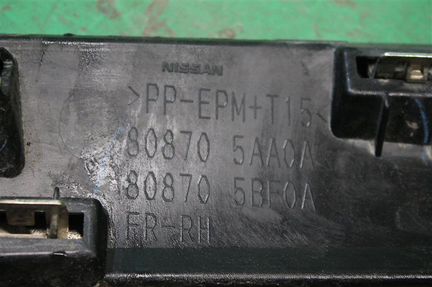 NISSAN
>PP-EPM+T15<
80870 5AA0A
80870 5BF0A
FR-RH